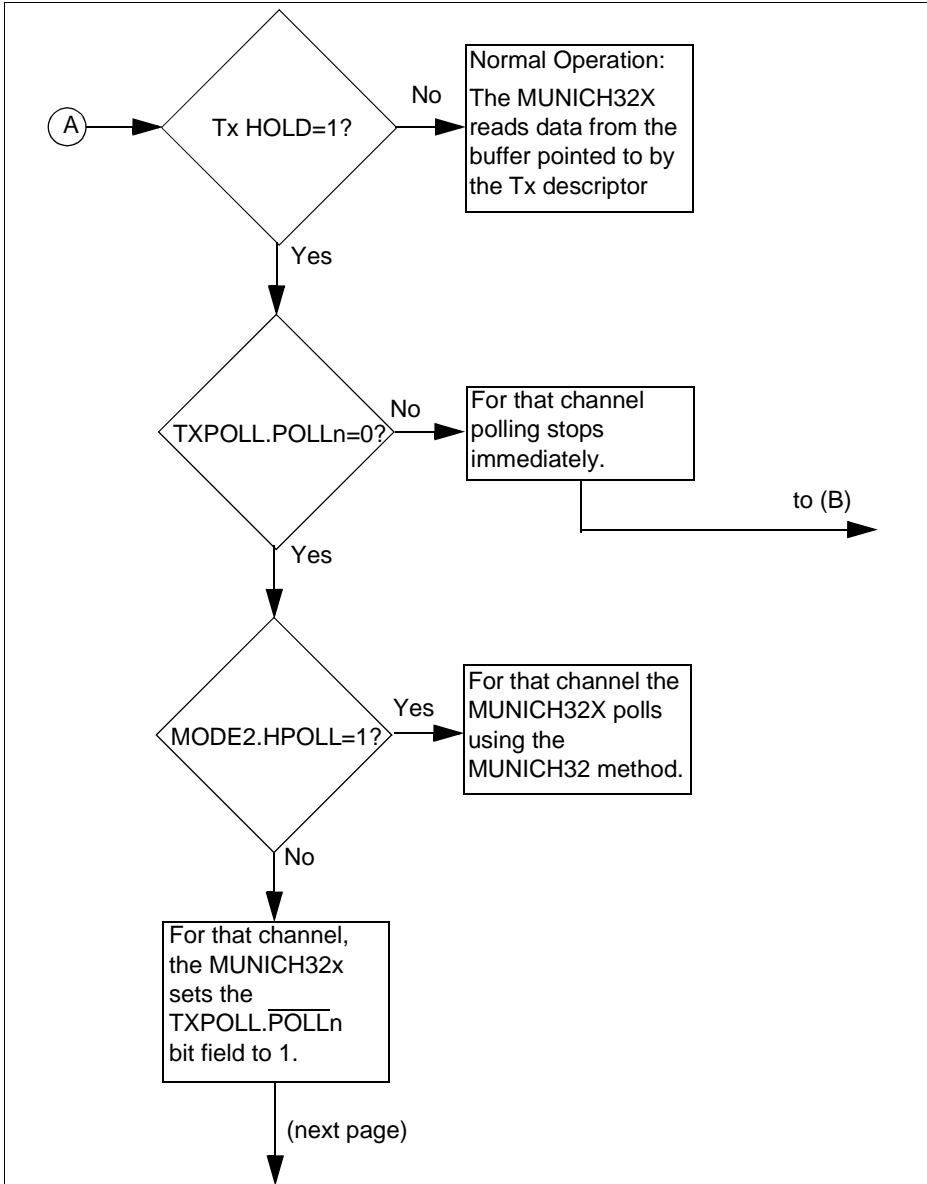 A
Tx HOLD=1?
No
Normal Operation:
The MUNICH32X
reads data from the
buffer pointed to by
the Tx descriptor
Yes
TXPOLL.POLLn=0?
No
For that channel
polling stops
immediately.
to (B)
Yes
MODE2.HPOLL=1?
Yes
For that channel the
MUNICH32X polls
using the
MUNICH32 method.
No
For that channel,
the MUNICH32x
sets the
TXPOLL.P̅O̅L̅L̅n
bit field to 1.
(next page)